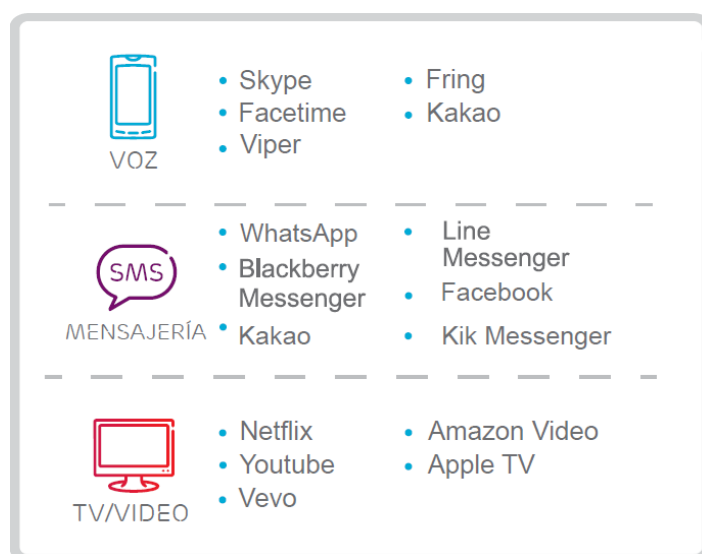 VOZ
• Skype
• Facetime
• Viper
• Fring
• Kakao
SMS
MENSAJERÍA
• WhatsApp
• Blackberry
Messenger
• Kakao
• Line
Messenger
• Facebook
• Kik Messenger
TV/VIDEO
• Netflix
• Youtube
• Vevo
• Amazon Video
• Apple TV